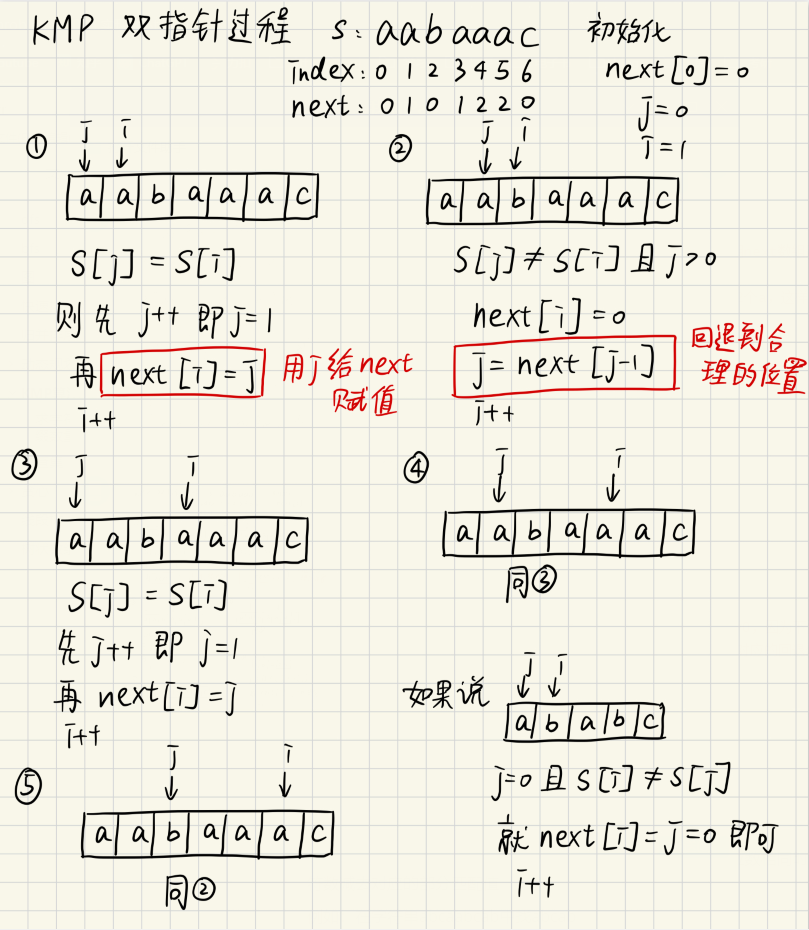 KMP 双指针过程 S: aabaaac 初始化
index: 0 1 2 3 4 5 6 next[0]=0
next: 0 1 0 1 2 2 0 j=0
i=1
① j i
a a b a a a c
S[j] = S[i]
则先 j++ 即j=1
再 next[i]=j 用j给next
赋值
i++
② j i
a a b a a a c
S[j] ≠ S[i] 且 j>0
next[i]=0
j= next[j-1] 回退到合
理的位置
i++
③ j i
a a b a a a c
S[j] = S[i]
先 j++ 即 j=1
再 next[i]=j
i++
④ j i
a a b a a a c
同③
⑤ j i
a a b a a a c
同②
如果说 j i
a b a b c
j=0 且 S[i] ≠ S[j]
就 next[i]=j=0 即可
i++